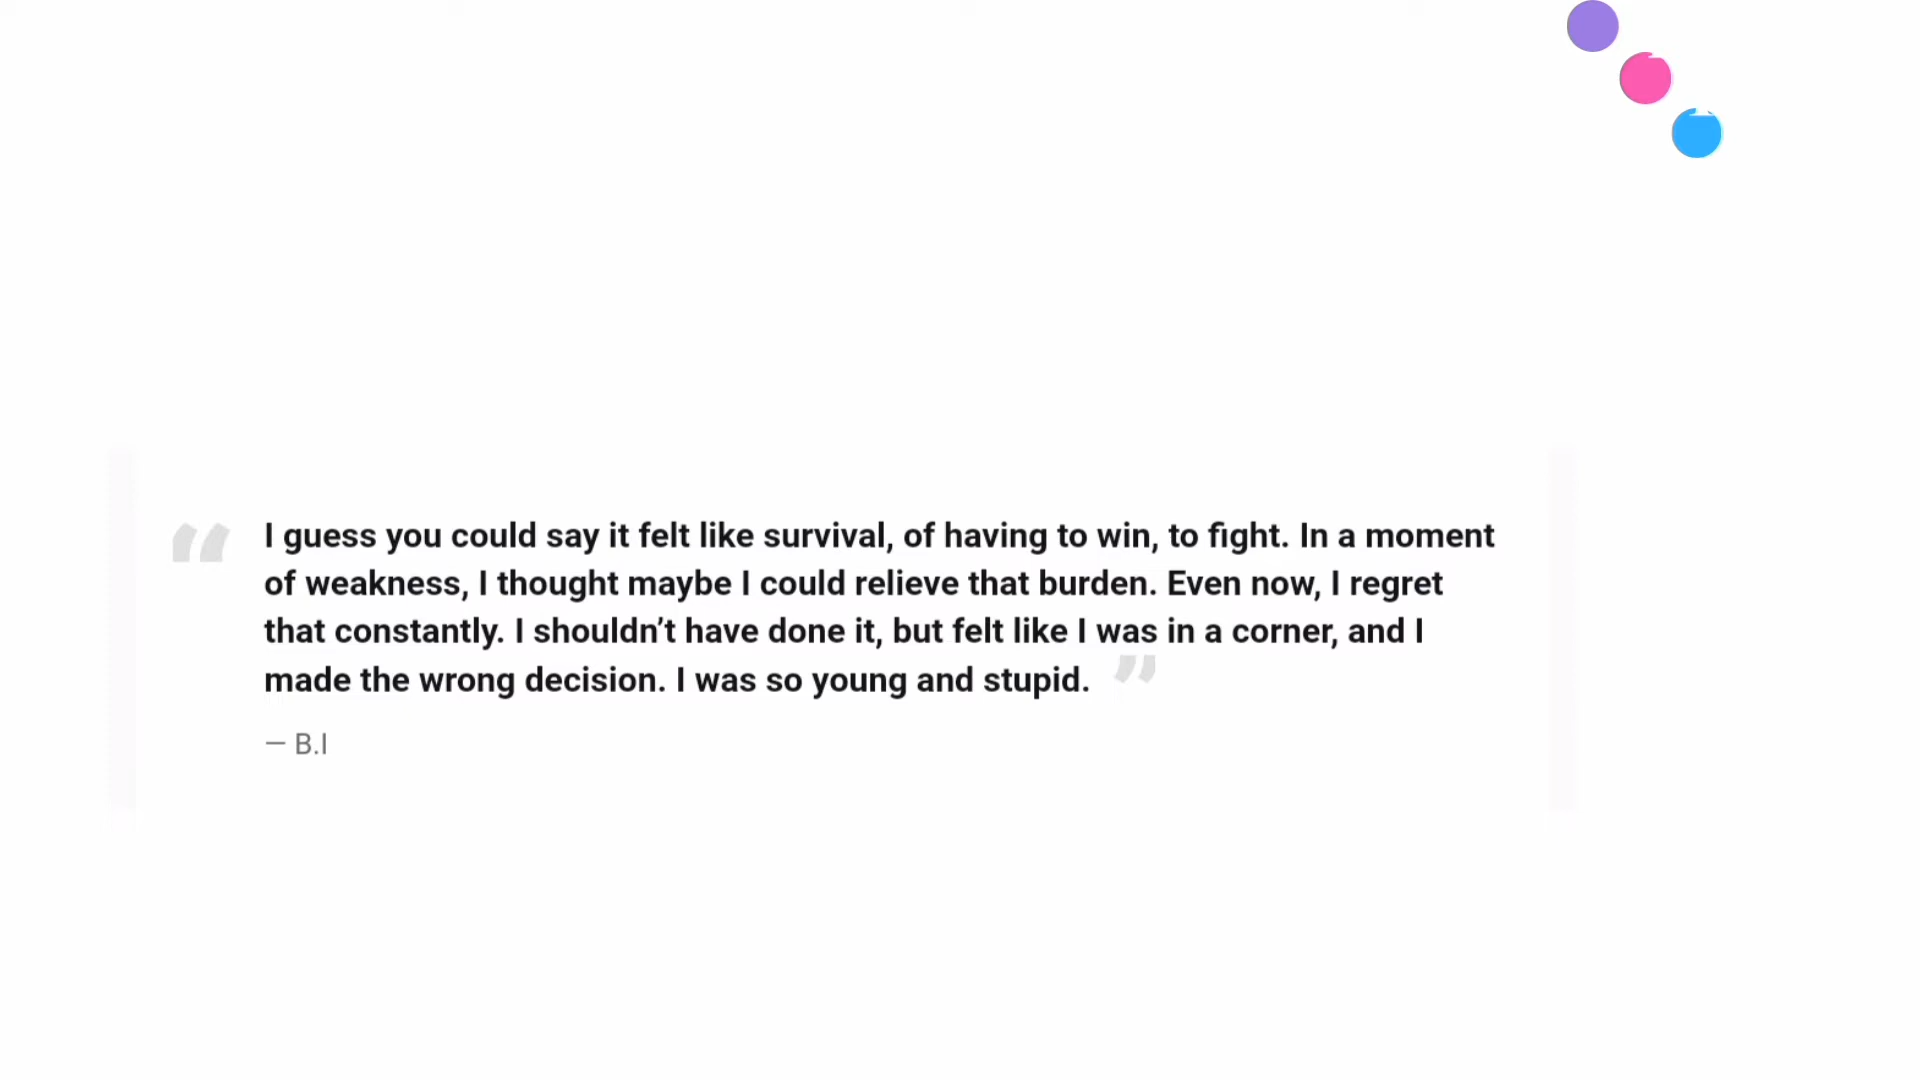 “ I guess you could say it felt like survival, of having to win, to fight. In a moment
of weakness, I thought maybe I could relieve that burden. Even now, I regret
that constantly. I shouldn’t have done it, but felt like I was in a corner, and I
made the wrong decision. I was so young and stupid. ”
— B.I